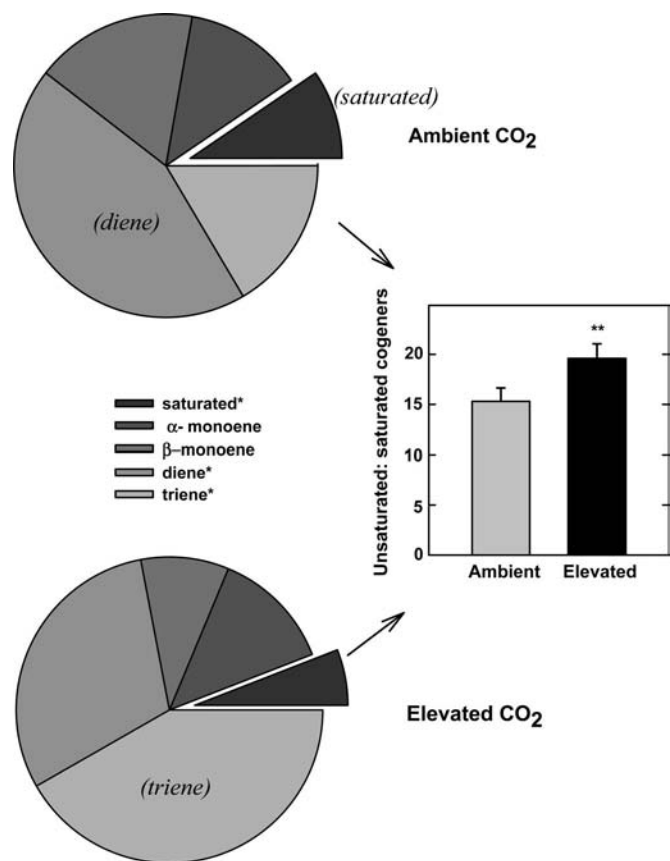 (saturated)
Ambient CO2
(diene)
saturated*
α- monoene
β–monoene
diene*
triene*
Unsaturated: saturated cogeners
20
15
10
5
0
**
Ambient
Elevated
Elevated CO2
(triene)